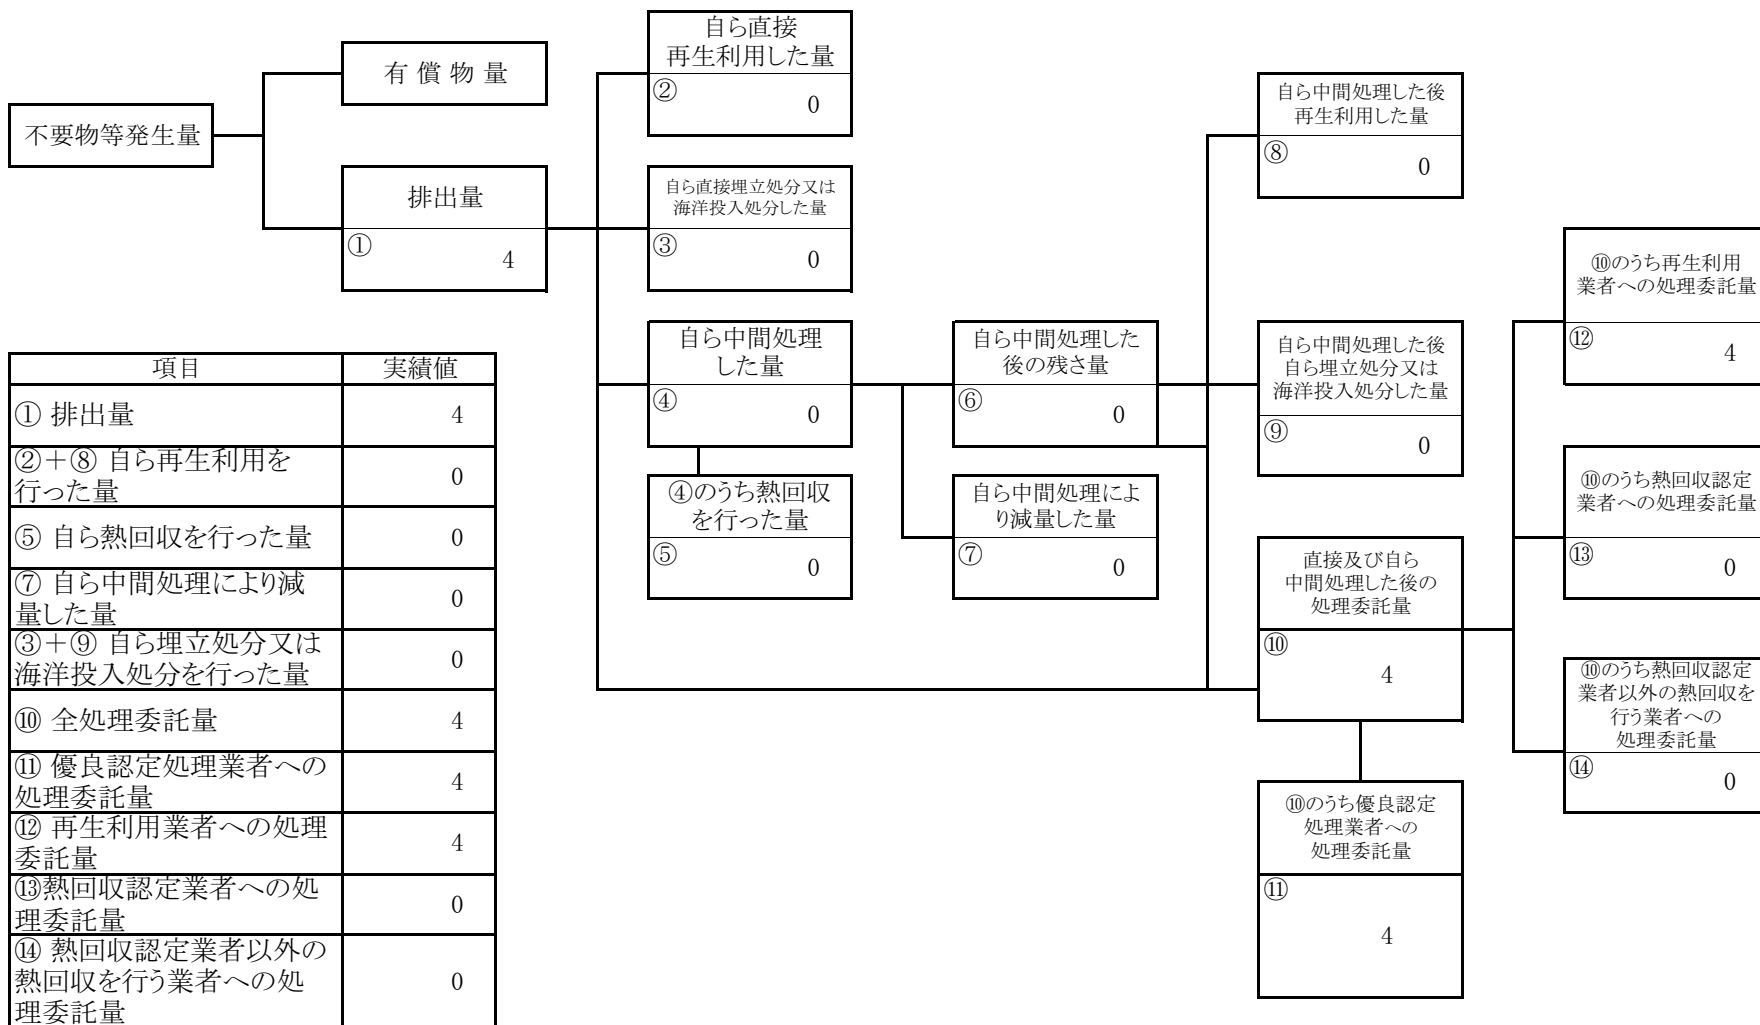 不要物等発生量
有 償 物 量
排出量
①
4
自ら直接
再生利用した量
②
0
自ら直接埋立処分又は
海洋投入処分した量
③
0
自ら中間処理
した量
④
0
④のうち熱回収
を行った量
⑤
0
自ら中間処理した
後の残さ量
⑥
0
自ら中間処理によ
り減量した量
⑦
0
自ら中間処理した後
再生利用した量
⑧
0
自ら中間処理した後
自ら埋立処分又は
海洋投入処分した量
⑨
0
直接及び自ら
中間処理した後の
処理委託量
⑩
4
⑩のうち優良認定
処理業者への
処理委託量
⑪
4
⑩のうち再生利用
業者への処理委託量
⑫
4
⑩のうち熱回収認定
業者への処理委託量
⑬
0
⑩のうち熱回収認定
業者以外の熱回収を
行う業者への
処理委託量
⑭
0
項目 実績値
① 排出量 4
②+⑧ 自ら再生利用を
行った量 0
⑤ 自ら熱回収を行った量 0
⑦ 自ら中間処理により減
量した量 0
③+⑨ 自ら埋立処分又は
海洋投入処分を行った量 0
⑩ 全処理委託量 4
⑪ 優良認定処理業者への
処理委託量 4
⑫ 再生利用業者への処理
委託量 4
⑬熱回収認定業者への処
理委託量 0
⑭ 熱回収認定業者以外の
熱回収を行う業者への処 0
理委託量